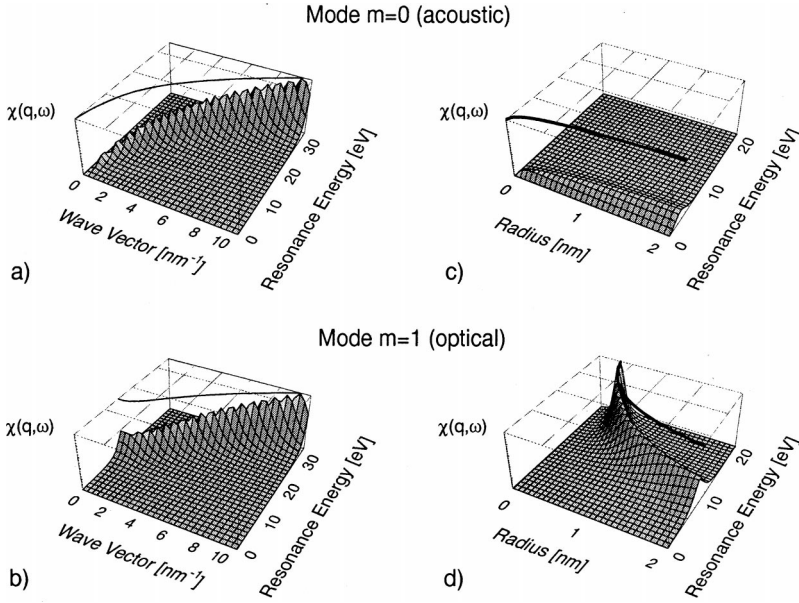 Mode m=0 (acoustic)
χ(q,ω)
0
2
4
6
8
10
Wave Vector [nm⁻¹]
0
10
20
30
Resonance Energy [eV]
a)
χ(q,ω)
0
1
2
Radius [nm]
0
10
20
Resonance Energy [eV]
c)
Mode m=1 (optical)
χ(q,ω)
0
2
4
6
8
10
Wave Vector [nm⁻¹]
0
10
20
30
Resonance Energy [eV]
b)
χ(q,ω)
0
1
2
Radius [nm]
0
10
20
Resonance Energy [eV]
d)